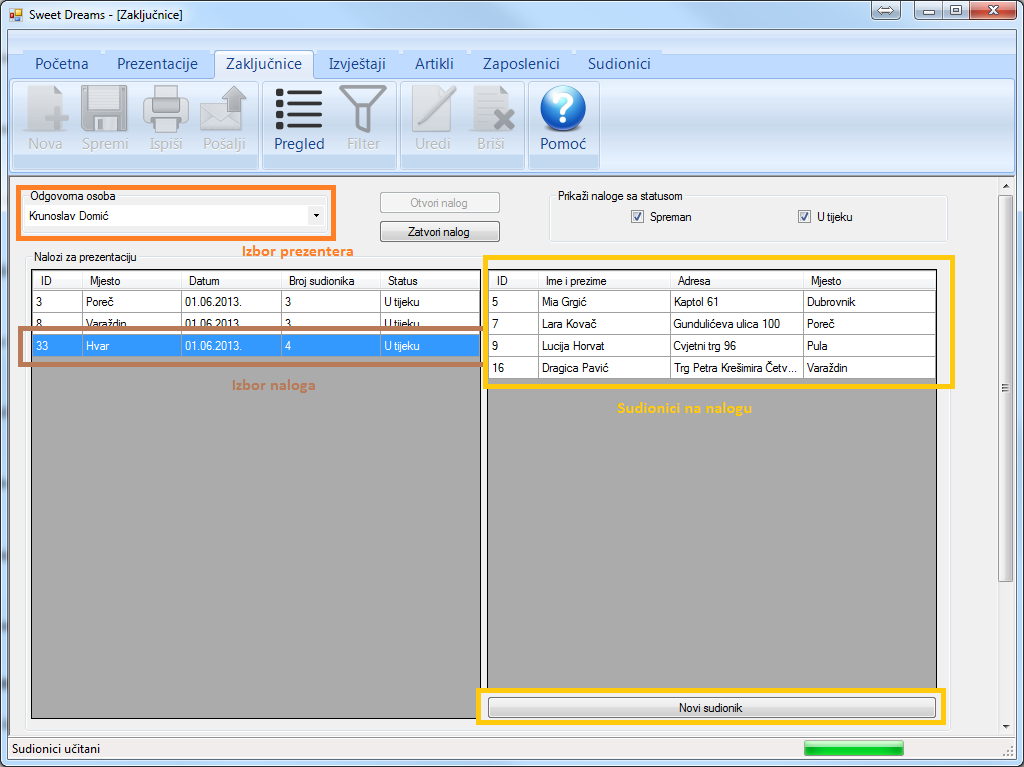 Sweet Dreams - [Zaključnice]
Početna Prezentacije Zaključnice Izvještaji Artikli Zaposlenici Sudionici
Nova Spremi Ispiši Pošalji Pregled Filter Uredi Briši Pomoć
Odgovorna osoba
Krunoslav Domić
Izbor prezentera
Otvori nalog
Zatvori nalog
Prikaži naloge sa statusom
Spreman U tijeku
Nalozi za prezentaciju
ID Mjesto Datum Broj sudionika Status
3 Poreč 01.06.2013. 3 U tijeku
8 Varaždin 01.06.2013. 3 U tijeku
33 Hvar 01.06.2013. 4 U tijeku
Izbor naloga
ID Ime i prezime Adresa Mjesto
5 Mia Grgić Kaptol 61 Dubrovnik
7 Lara Kovač Gundulićeva ulica 100 Poreč
9 Lucija Horvat Cvjetni trg 96 Pula
16 Dragica Pavić Trg Petra Krešimira Četv... Varaždin
Sudionici na nalogu
Novi sudionik
Sudionici učitani